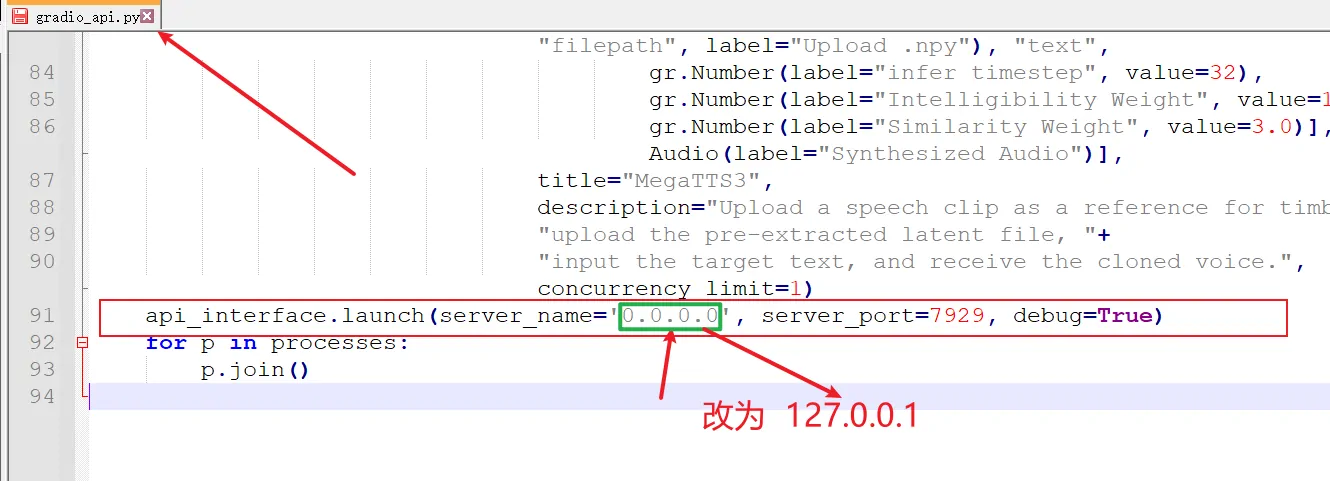 gradio_api.py
"filepath", label="Upload .npy"), "text",
84 gr.Number(label="infer timestep", value=32),
85 gr.Number(label="Intelligibility Weight", value=1
86 gr.Number(label="Similarity Weight", value=3.0)],
Audio(label="Synthesized Audio")],
87 title="MegaTTS3",
88 description="Upload a speech clip as a reference for timb
89 "upload the pre-extracted latent file, "+
90 "input the target text, and receive the cloned voice.",
concurrency_limit=1)
91 api_interface.launch(server_name='0.0.0.0', server_port=7929, debug=True)
92 for p in processes:
93 p.join()
94
改为 127.0.0.1